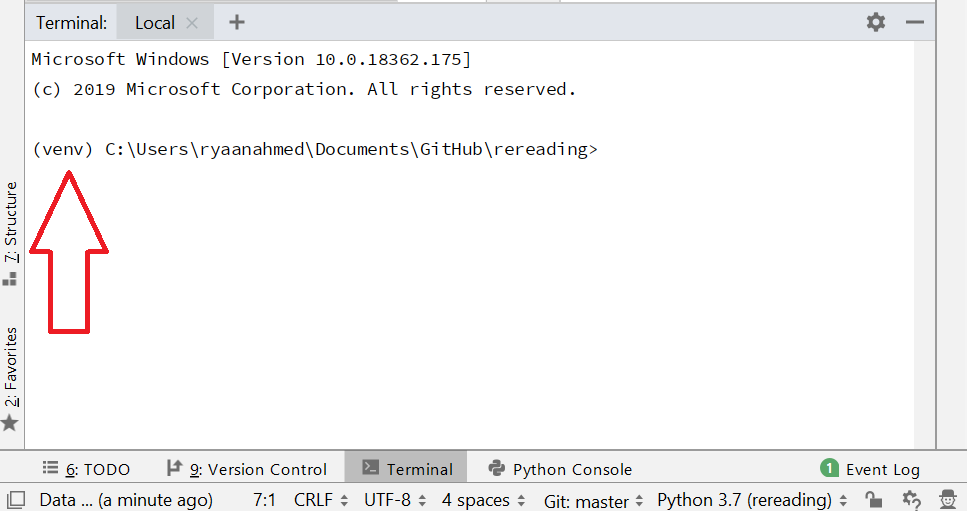 Terminal: Local
Microsoft Windows [Version 10.0.18362.175]
(c) 2019 Microsoft Corporation. All rights reserved.
(venv) C:\Users\ryaanahmed\Documents\GitHub\rereading>
7: Structure
2: Favorites
6: TODO 9: Version Control Terminal Python Console 1 Event Log
Data ... (a minute ago) 7:1 CRLF UTF-8 4 spaces Git: master Python 3.7 (rereading)